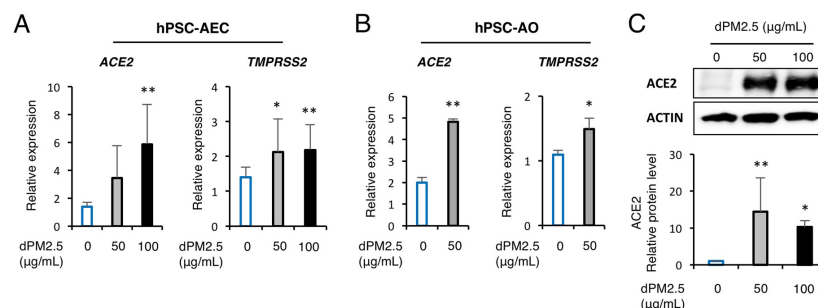 A
hPSC-AEC
ACE2
TMPRSS2
Relative expression
10
8
6
4
2
0
**
dPM2.5
(μg/mL)
0
50
100
Relative expression
4
3
2
1
0
*
**
dPM2.5
(μg/mL)
0
50
100
B
hPSC-AO
ACE2
TMPRSS2
Relative expression
6
5
4
3
2
1
0
**
dPM2.5
(μg/mL)
0
50
Relative expression
2
1
0
*
dPM2.5
(μg/mL)
0
50
C
dPM2.5 (μg/mL)
0
50
100
ACE2
ACTIN
ACE2
Relative protein level
30
20
10
0
**
*
dPM2.5
(μg/mL)
0
50
100